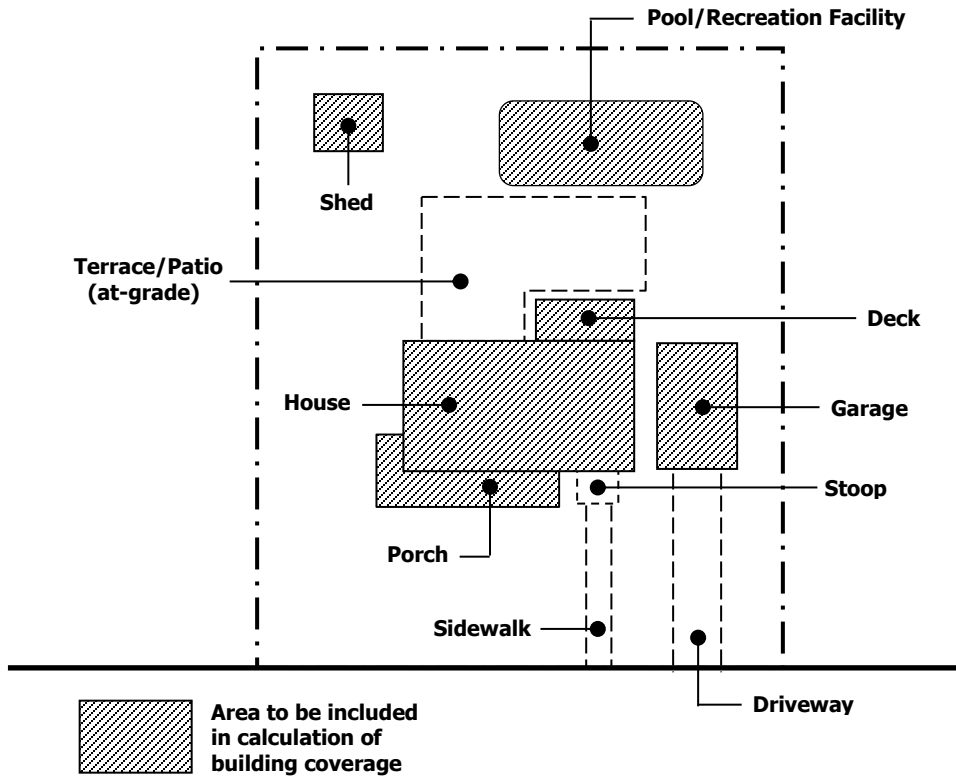 Pool/Recreation Facility
Shed
Terrace/Patio
(at-grade)
Deck
House
Garage
Stoop
Porch
Sidewalk
Driveway
Area to be included
in calculation of
building coverage